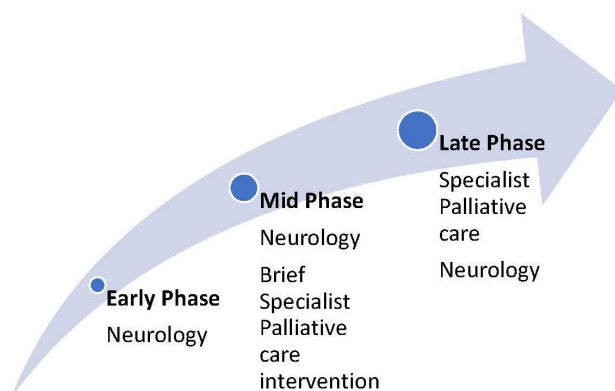 Early Phase
Neurology
Mid Phase
Neurology
Brief
Specialist
Palliative
care
intervention
Late Phase
Specialist
Palliative
care
Neurology